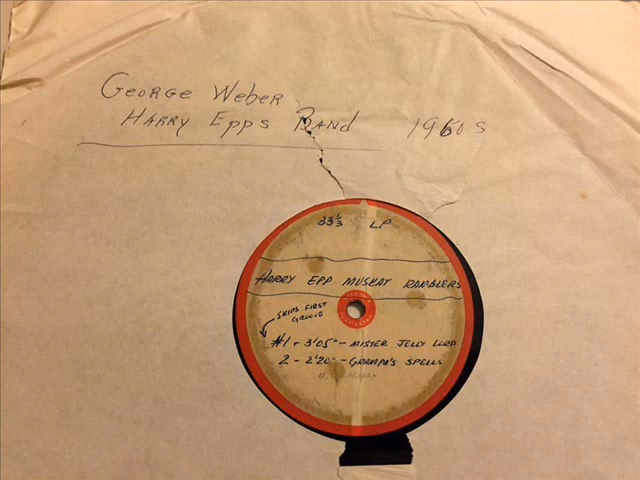 George Weber
Harry Epps Band 1960s
33⅓ LP
Harry Epp Muskat Ramblers
Skips First
Groove
#1 - 3'05" - Mister Jelly Lord
2 - 2'20" - Grampa's Spells